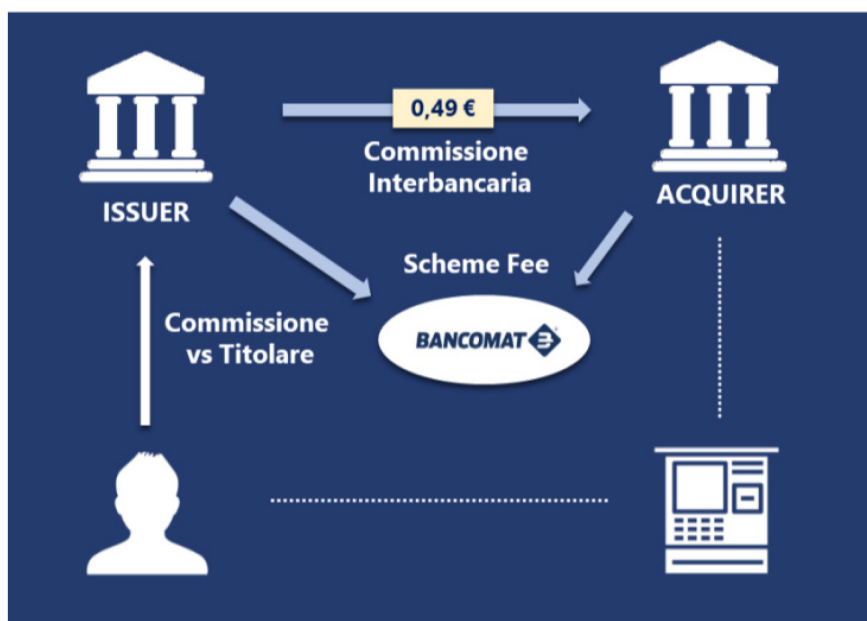 0,49 €
Commissione
Interbancaria
ISSUER
ACQUIRER
Scheme Fee
Commissione
vs Titolare
BANCOMAT